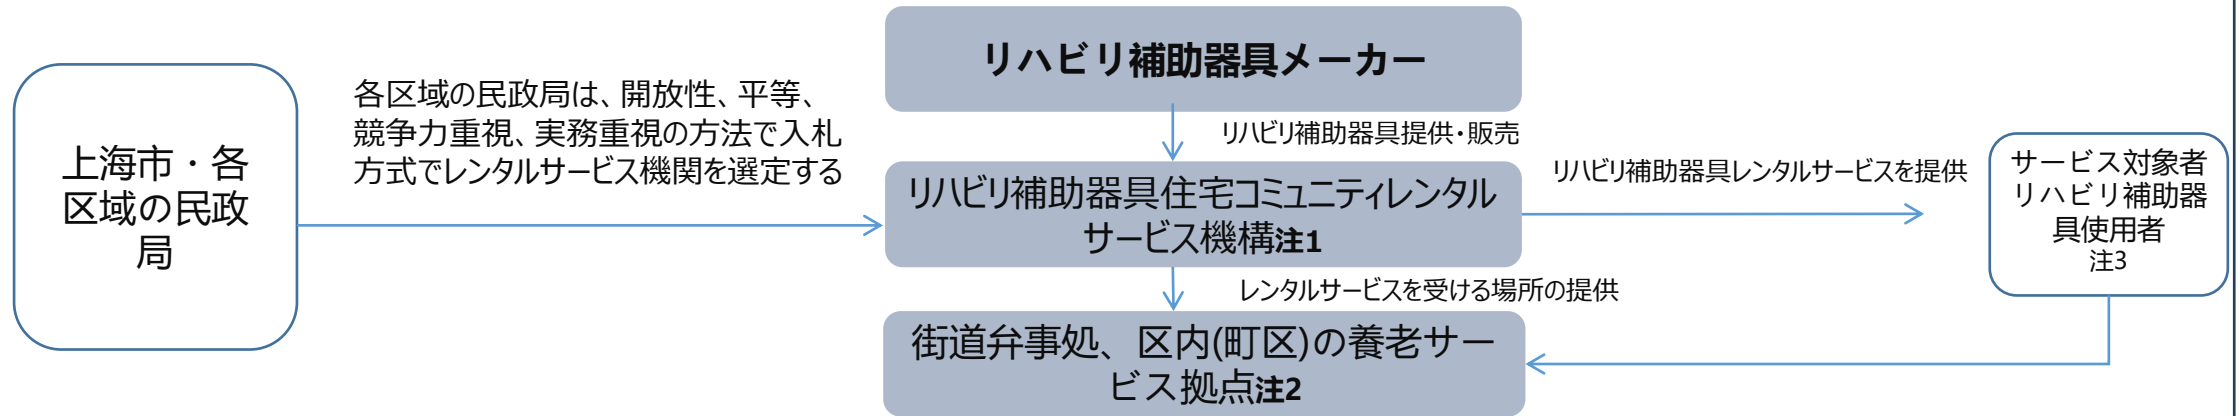 リハビリ補助器具メーカー
各区域の民政局は、開放性、平等、
競争力重視、実務重視の方法で入札
方式でレンタルサービス機関を選定する
上海市・各
区域の民政
局
リハビリ補助器具提供・販売
リハビリ補助器具住宅コミュニティレンタル
サービス機構注1
リハビリ補助器具レンタルサービスを提供
サービス対象者
リハビリ補助器
具使用者
注3
レンタルサービスを受ける場所の提供
街道弁事処、区内(町区)の養老サー
ビス拠点注2